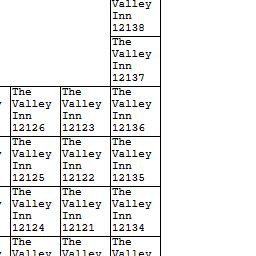 Valley
Inn
12138
The
Valley
Inn
12137
The
Valley
Inn
12126
The
Valley
Inn
12123
The
Valley
Inn
12136
The
Valley
Inn
12125
The
Valley
Inn
12122
The
Valley
Inn
12135
The
Valley
Inn
12124
The
Valley
Inn
12121
The
Valley
Inn
12134
The
Valley
The
Valley
The
Valley